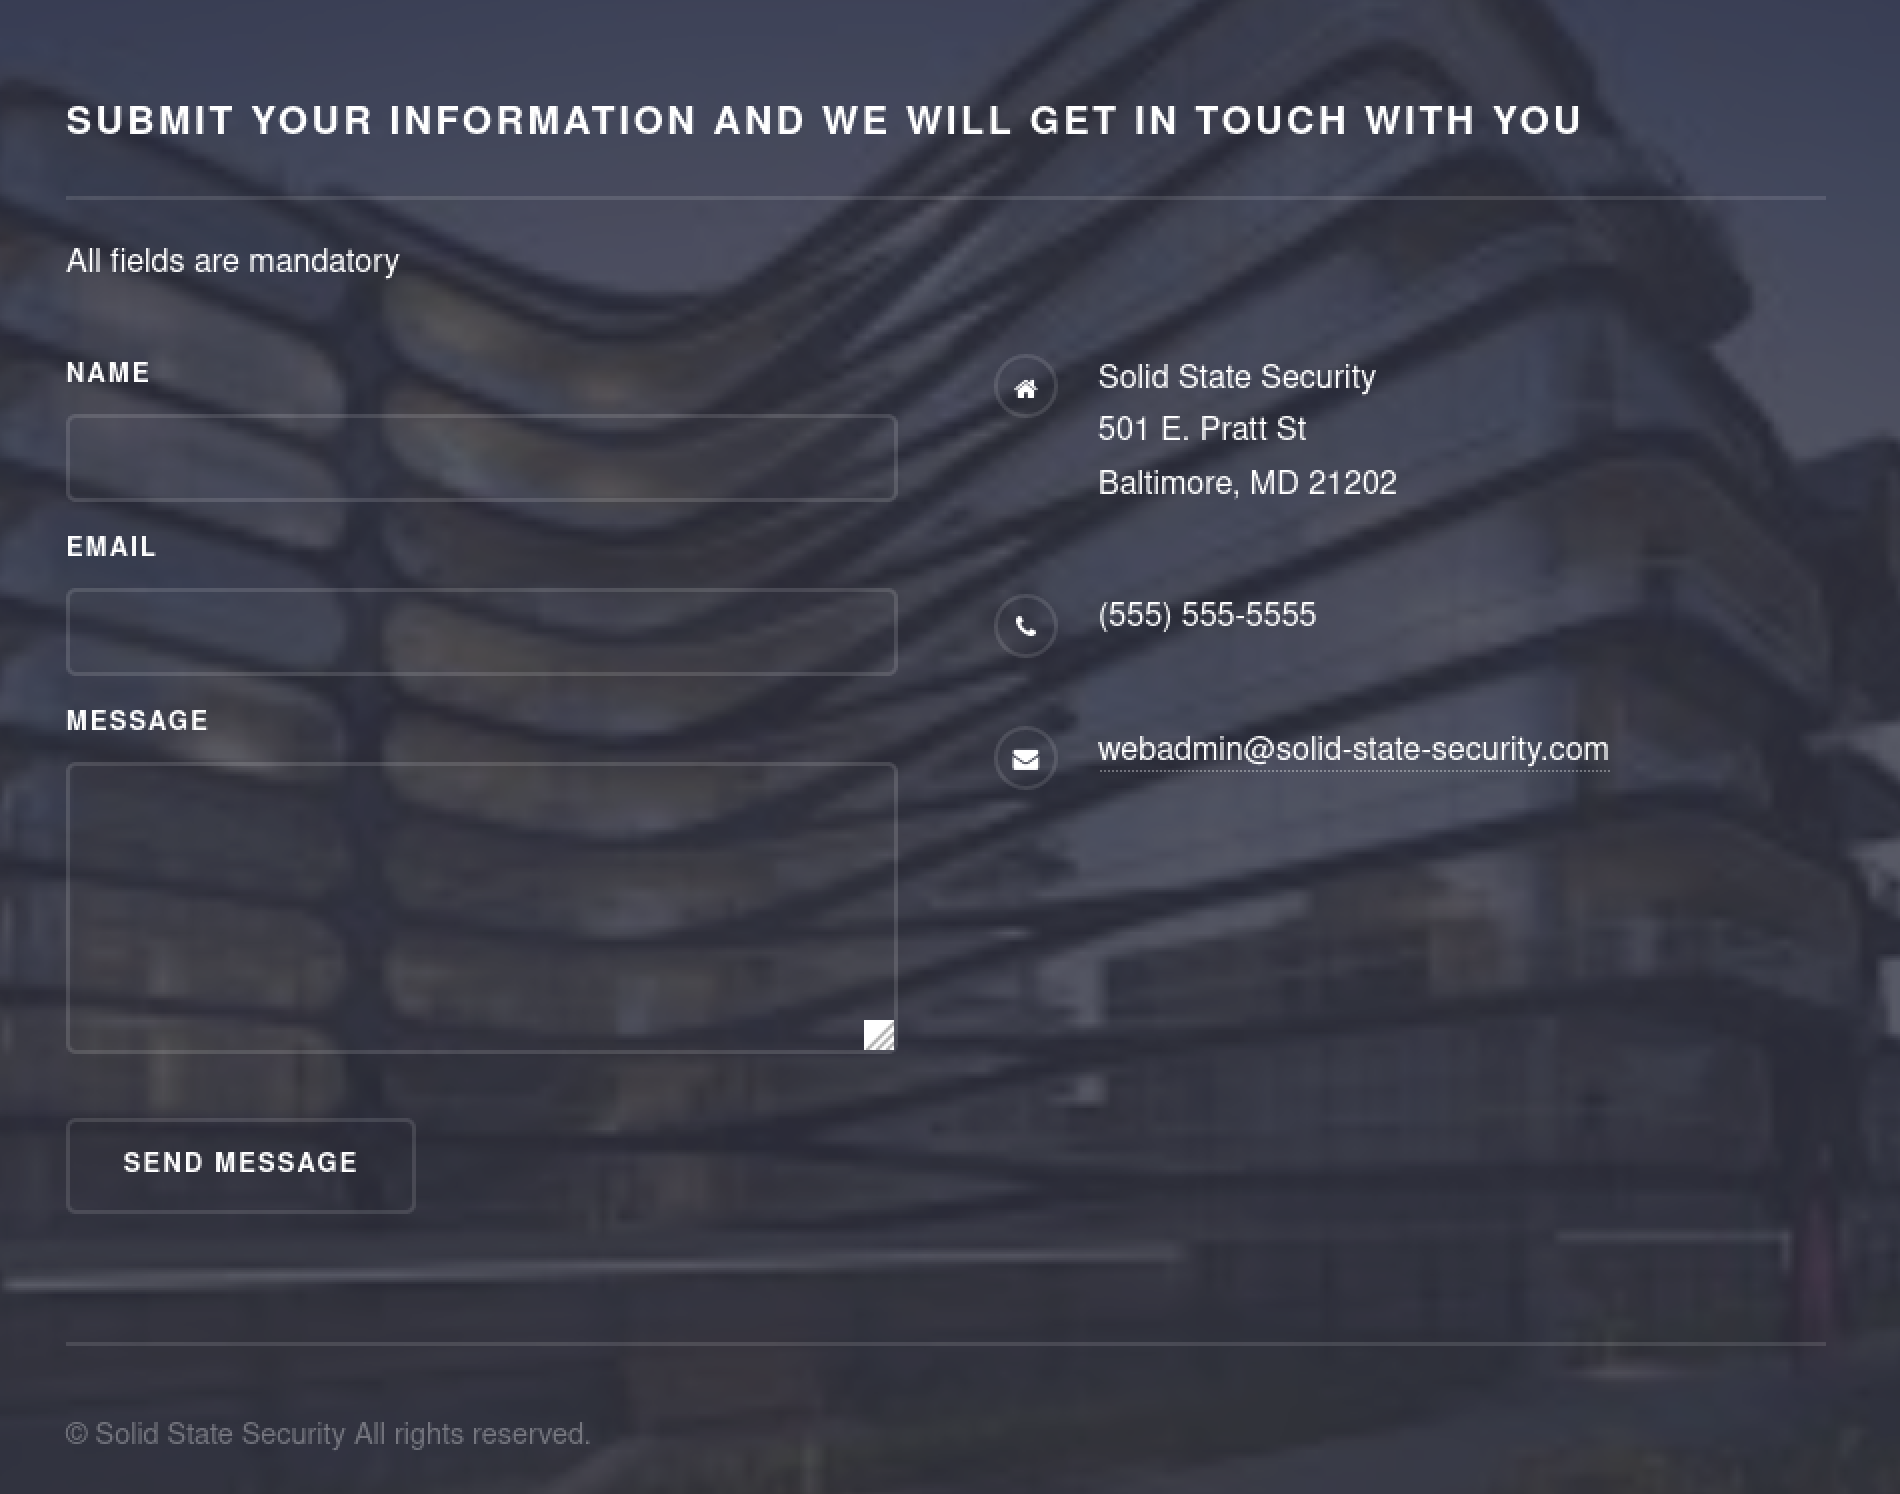 SUBMIT YOUR INFORMATION AND WE WILL GET IN TOUCH WITH YOU
All fields are mandatory
NAME
EMAIL
MESSAGE
SEND MESSAGE
Solid State Security
501 E. Pratt St
Baltimore, MD 21202
(555) 555-5555
webadmin@solid-state-security.com
© Solid State Security All rights reserved.